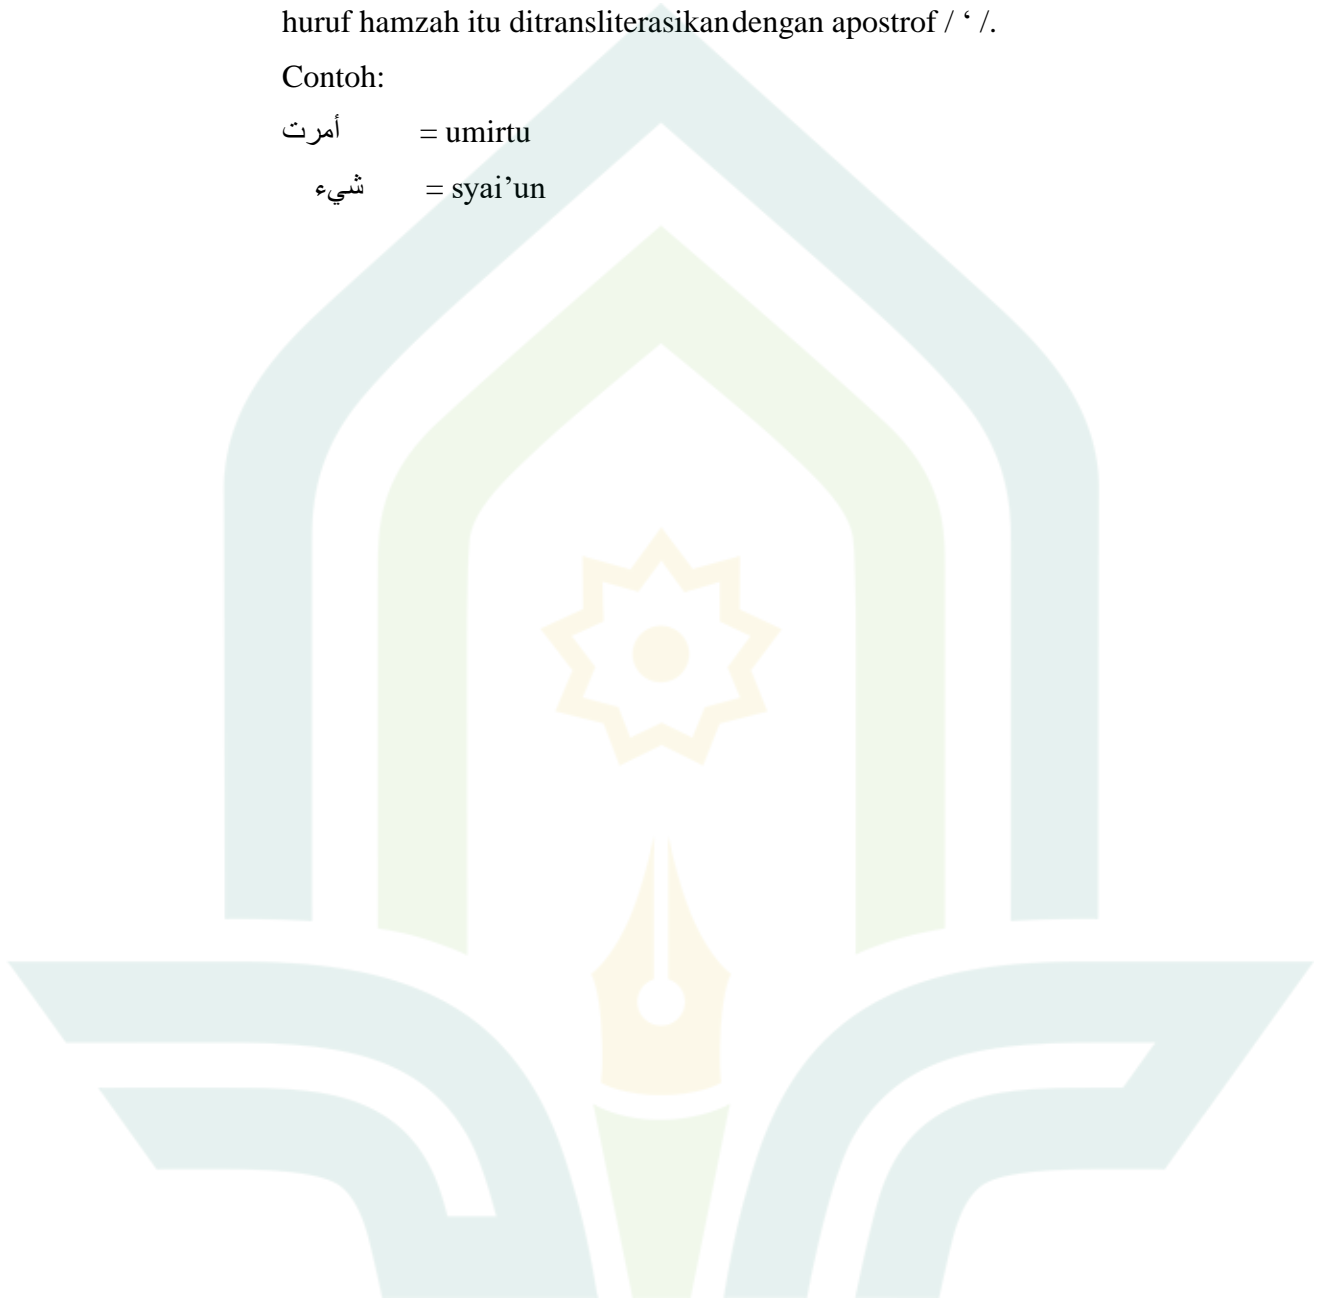 huruf hamzah itu ditransliterasikandengan apostrof / ‘ /.
Contoh:
أمرت = umirtu
شيء = syai’un